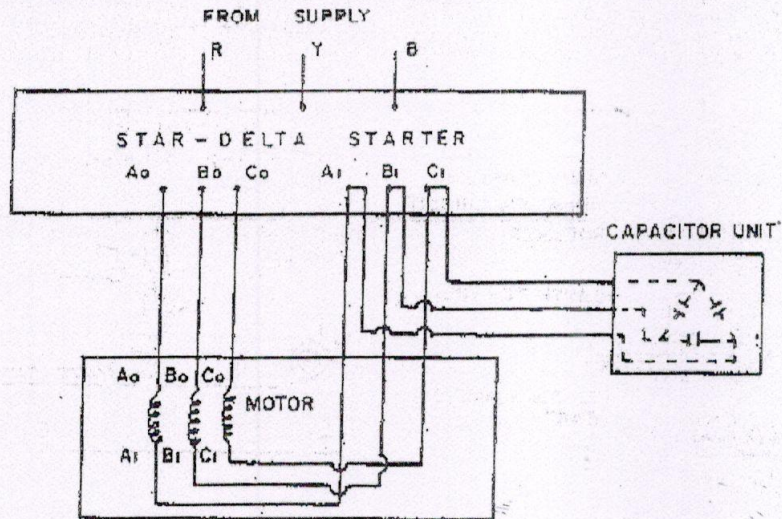 FROM SUPPLY
R Y B
STAR-DELTA STARTER
Ao Bo Co A1 B1 C1
CAPACITOR UNIT
Ao Bo Co
MOTOR
A1 B1 C1